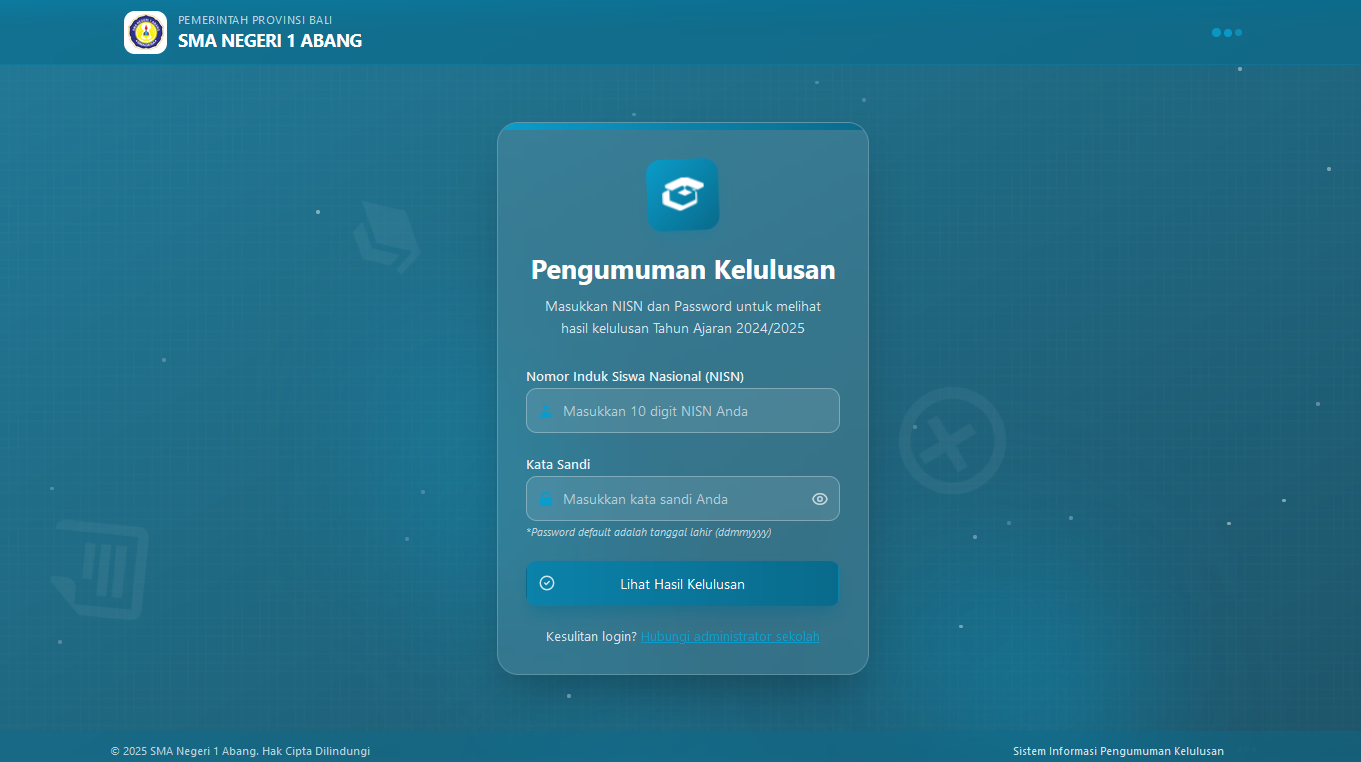 PEMERINTAH PROVINSI BALI
SMA NEGERI 1 ABANG
Pengumuman Kelulusan
Masukkan NISN dan Password untuk melihat
hasil kelulusan Tahun Ajaran 2024/2025
Nomor Induk Siswa Nasional (NISN)
Masukkan 10 digit NISN Anda
Kata Sandi
Masukkan kata sandi Anda
*Password default adalah tanggal lahir (ddmmyyyy)
Lihat Hasil Kelulusan
Kesulitan login? Hubungi administrator sekolah
© 2025 SMA Negeri 1 Abang. Hak Cipta Dilindungi
Sistem Informasi Pengumuman Kelulusan